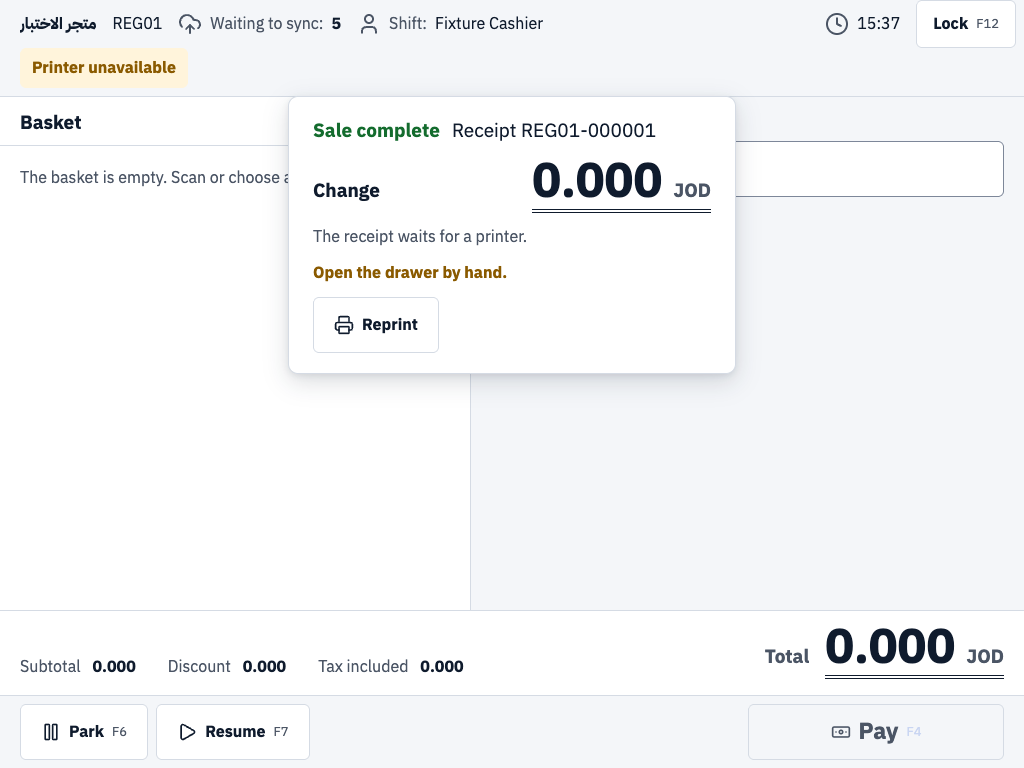 متجر الاختبار REG01 Waiting to sync: 5 Shift: Fixture Cashier 15:37 Lock F12
Printer unavailable
Basket
The basket is empty. Scan or choose
Sale complete Receipt REG01-000001
Change 0.000 JOD
The receipt waits for a printer.
Open the drawer by hand.
Reprint
Subtotal 0.000 Discount 0.000 Tax included 0.000 Total 0.000 JOD
Park F6 Resume F7 Pay F4